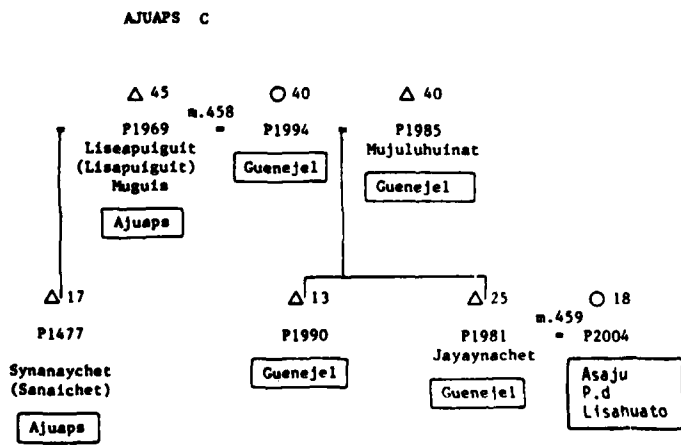 AJUAPS C
45 40 40
m.458
P1969 = P1994 = P1985
Liseapuiguit Mujuluhuinat
(Lisapuiguit) Guenejel Guenejel
Muguis
Ajuaps
17 13 25 18
m.459
P1477 P1990 P1981 = P2004
Jayaynachet
Synanaychet Guenejel Asaju
(Sanaichet) Guenejel P.d
Lisahuato
Ajuaps